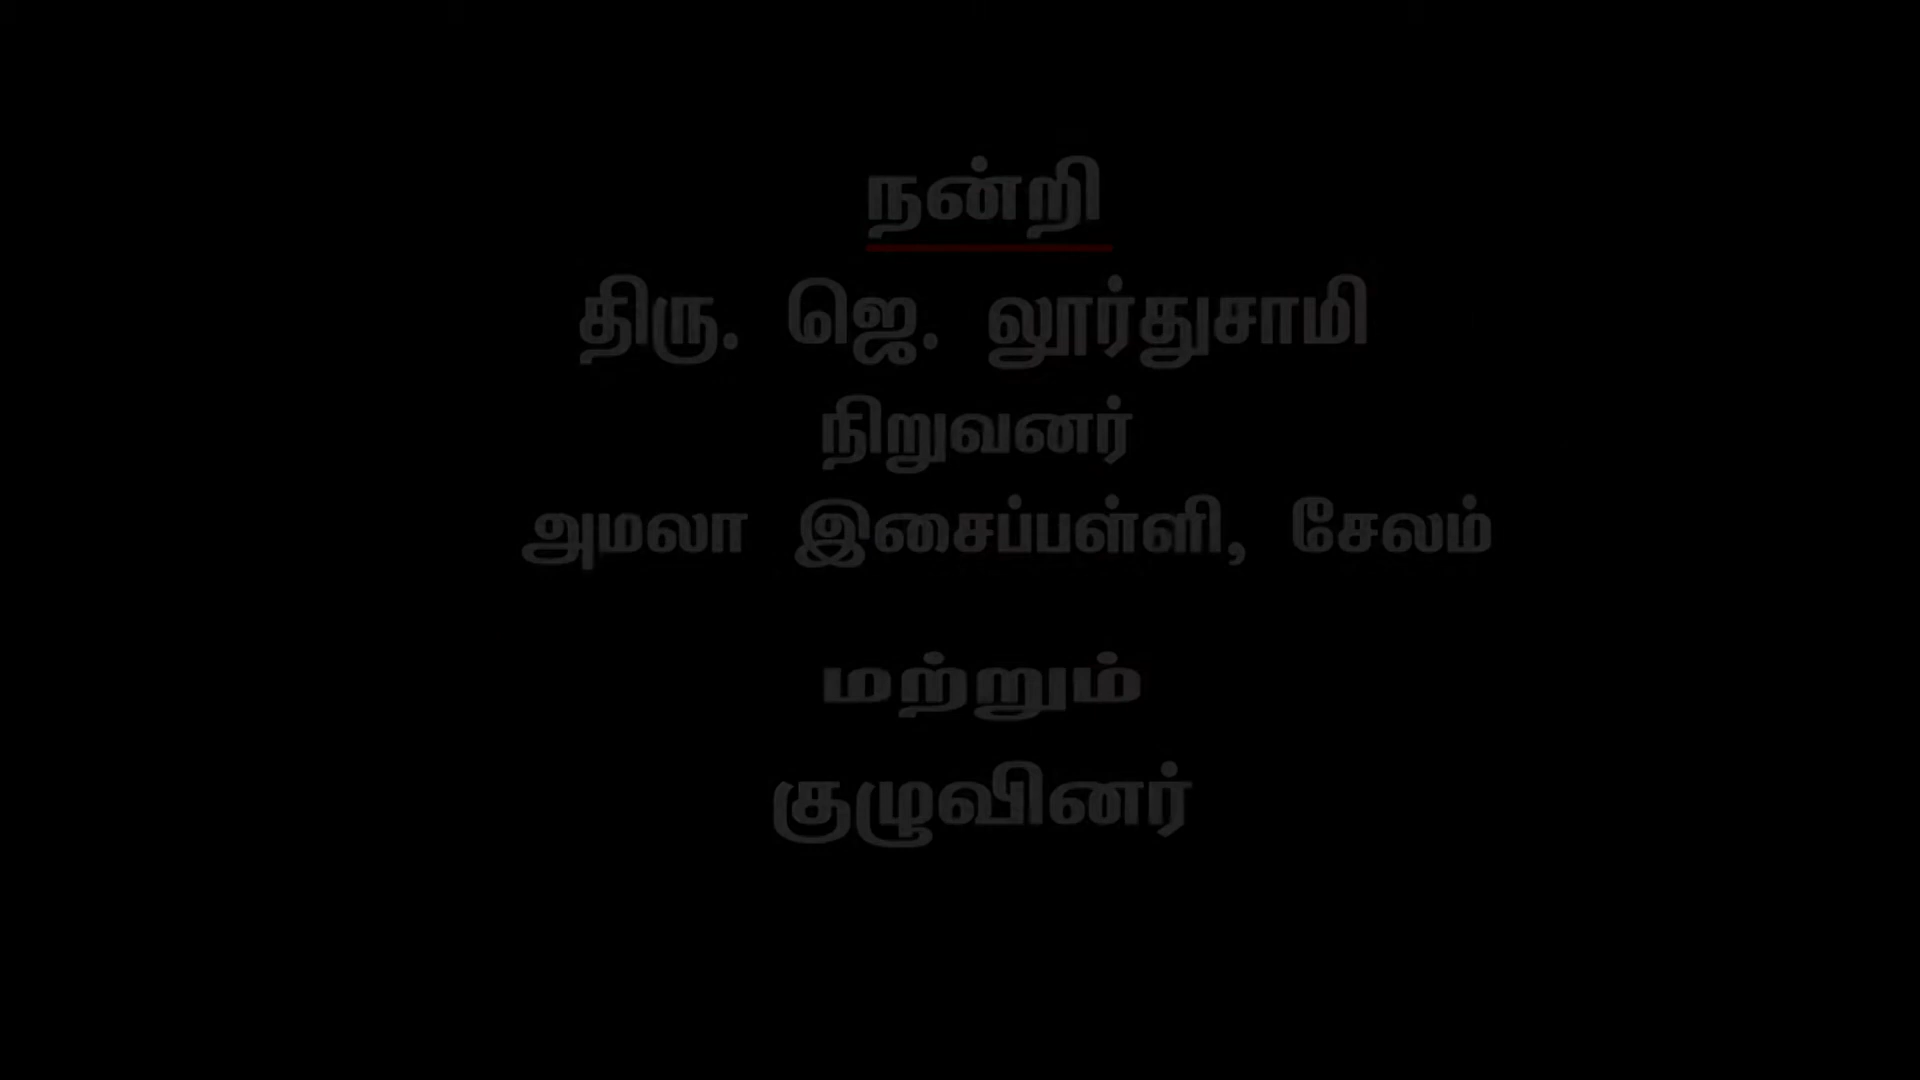 நன்றி
திரு. ஜெ. லூர்துசாமி
நிறுவனர்
அமலா இசைப்பள்ளி, சேலம்
மற்றும்
குழுவினர்